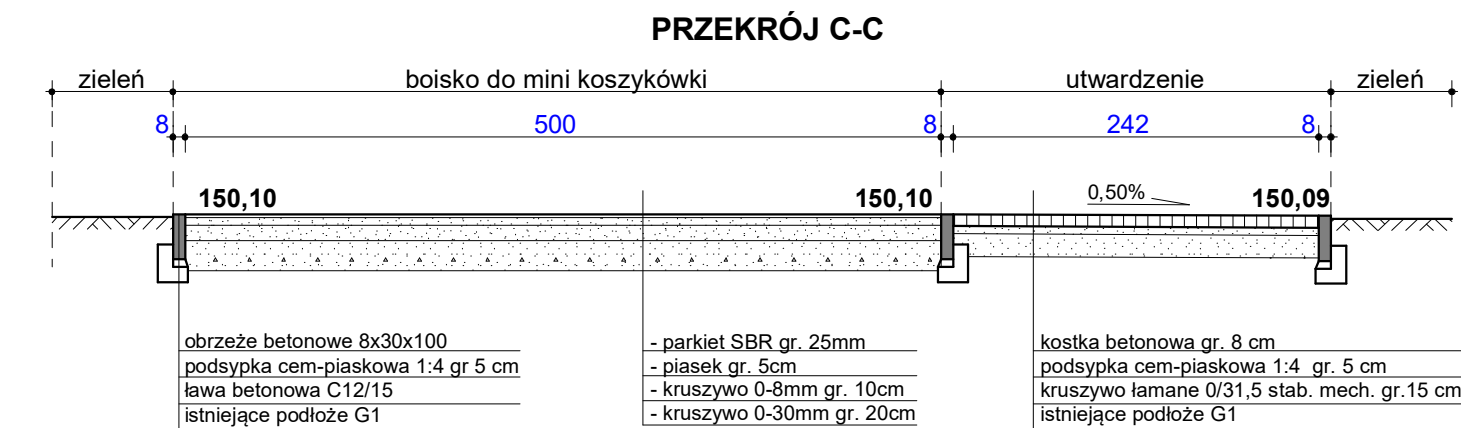 PRZEKRÓJ C-C
zieleń boisko do mini koszykówki utwardzenie zieleń
8 500 8 242 8
150,10 150,10 0,50% 150,09
obrzeże betonowe 8x30x100
podsypka cem-piaskowa 1:4 gr 5 cm
ława betonowa C12/15
istniejące podłoże G1
- parkiet SBR gr. 25mm
- piasek gr. 5cm
- kruszywo 0-8mm gr. 10cm
- kruszywo 0-30mm gr. 20cm
kostka betonowa gr. 8 cm
podsypka cem-piaskowa 1:4 gr. 5 cm
kruszywo łamane 0/31,5 stab. mech. gr.15 cm
istniejące podłoże G1